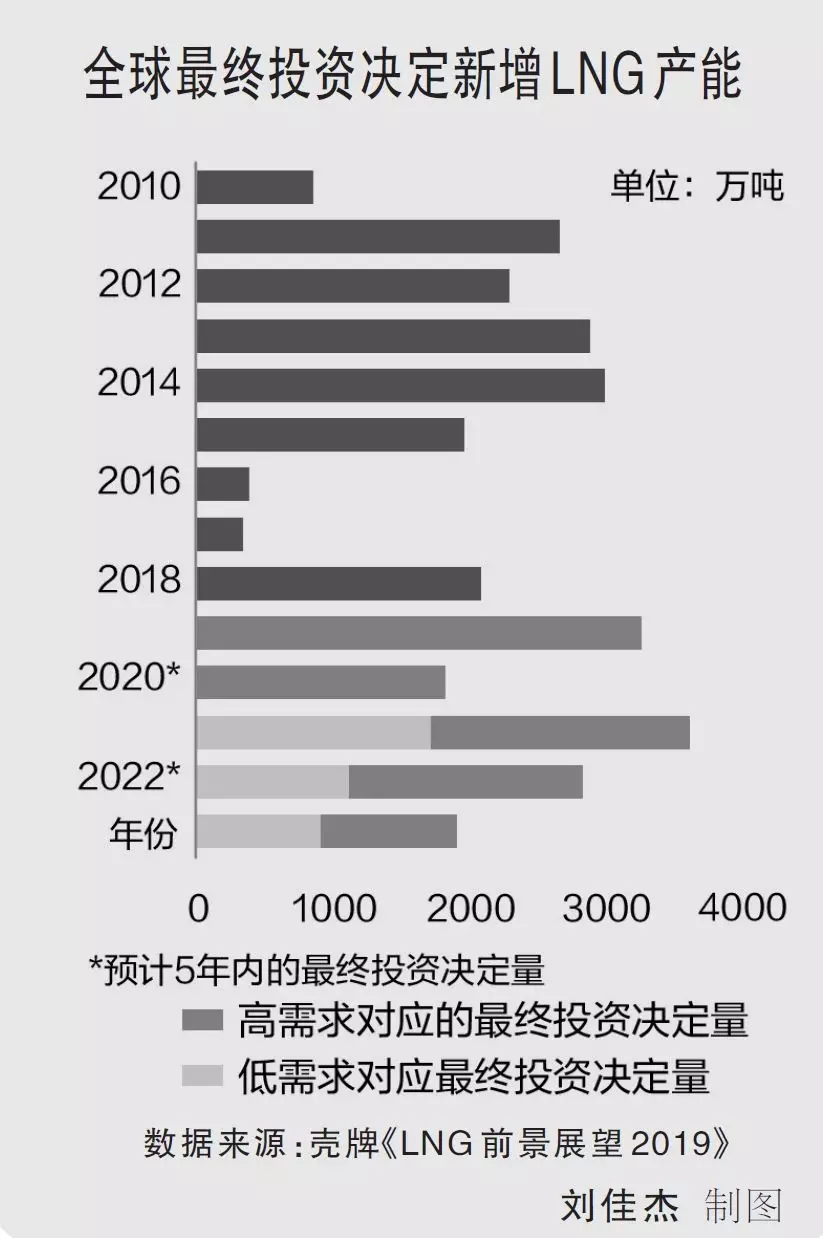 全球最终投资决定新增LNG产能
单位：万吨
2010
2012
2014
2016
2018
2020*
2022*
年份
0 1000 2000 3000 4000
*预计5年内的最终投资决定量
高需求对应的最终投资决定量
低需求对应最终投资决定量
数据来源：壳牌《LNG前景展望2019》
刘佳杰 制图